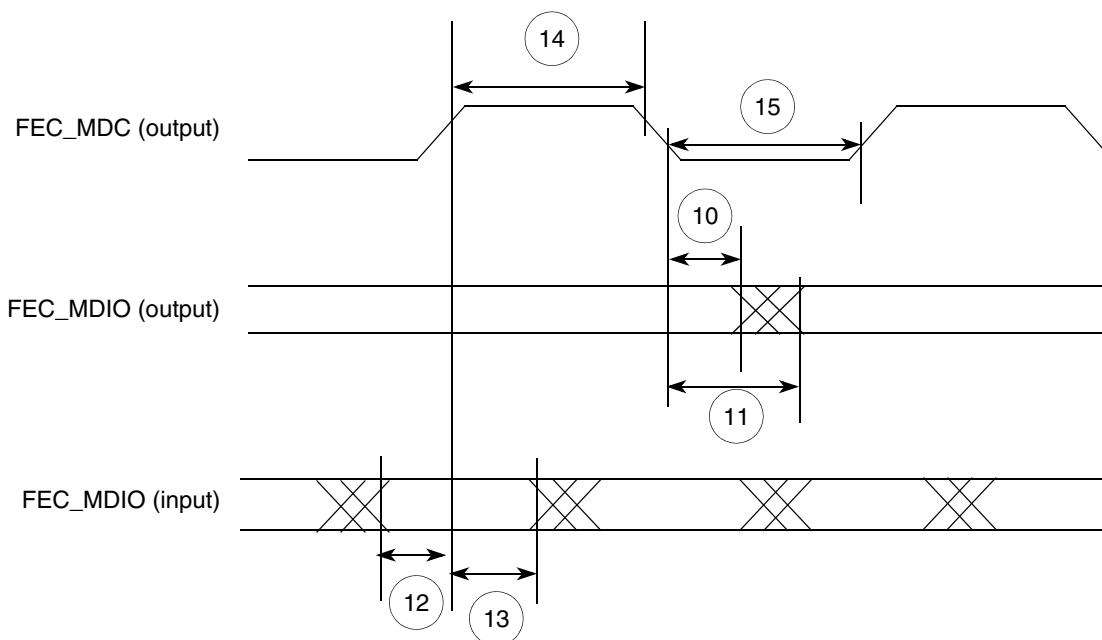 14
FEC_MDC (output)
15
10
FEC_MDIO (output)
11
FEC_MDIO (input)
12
13